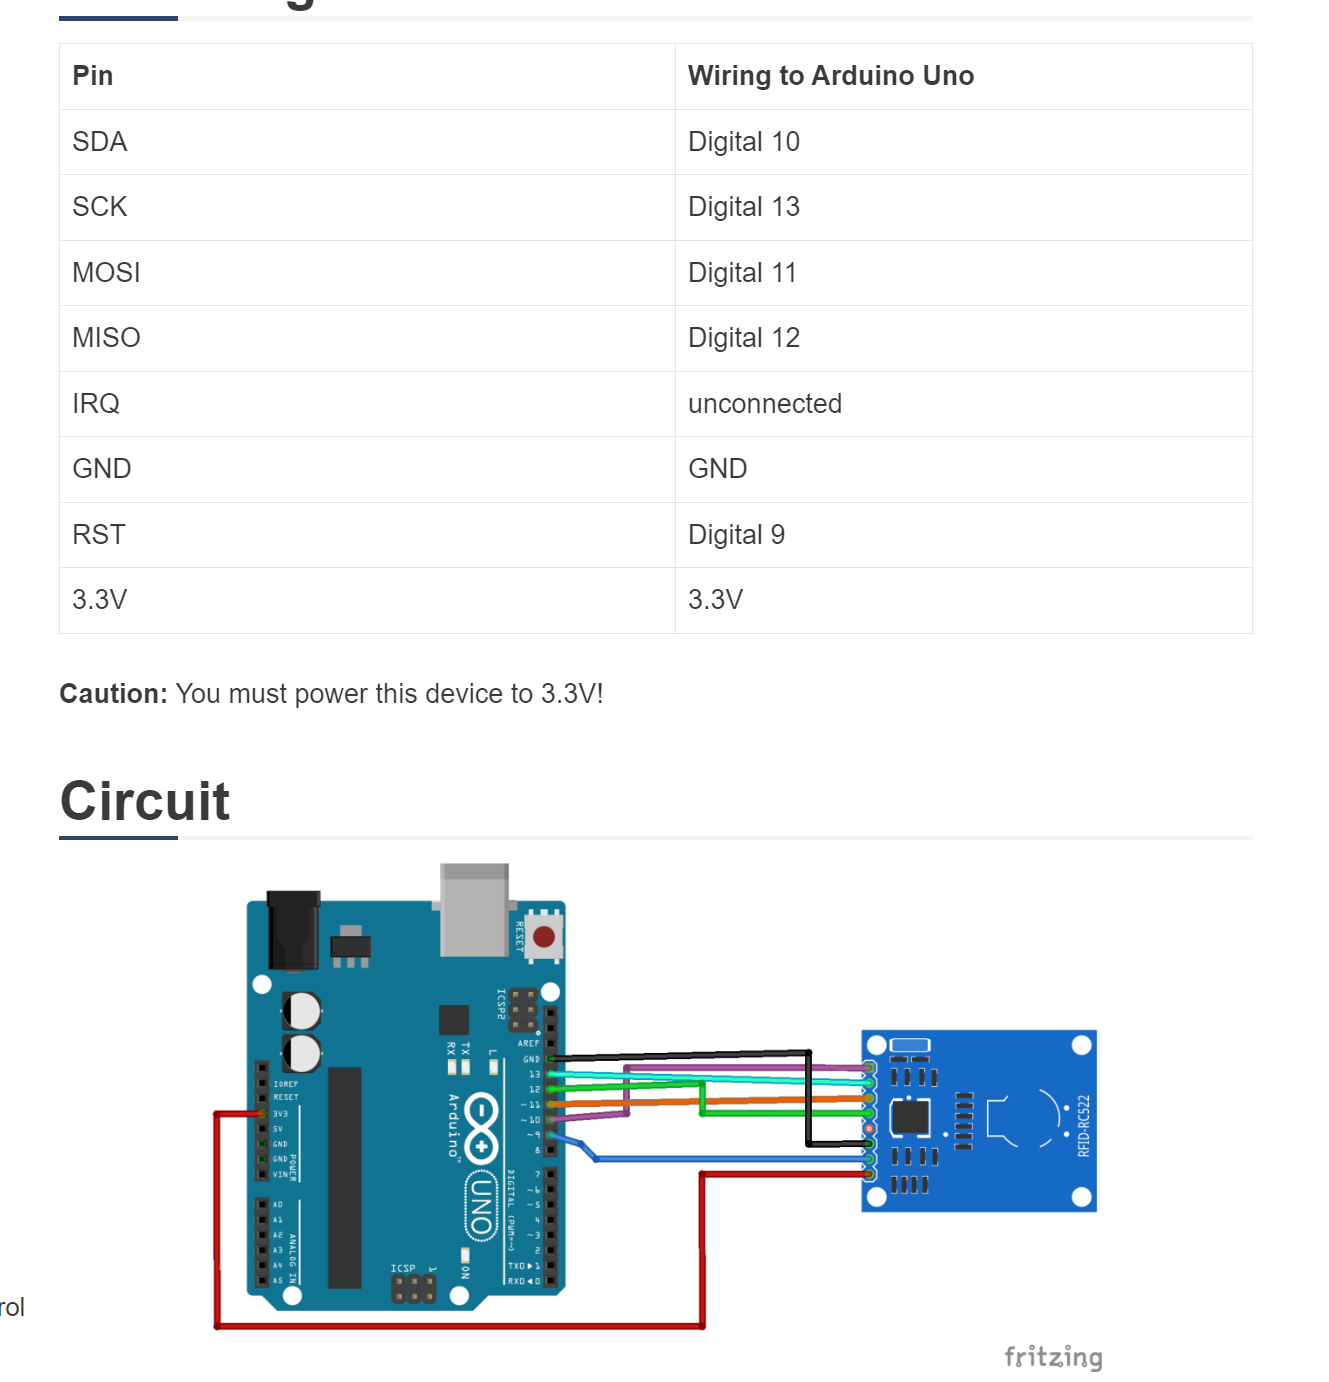 Pin Wiring to Arduino Uno
SDA Digital 10
SCK Digital 13
MOSI Digital 11
MISO Digital 12
IRQ unconnected
GND GND
RST Digital 9
3.3V 3.3V
Caution: You must power this device to 3.3V!
Circuit
RESET
ICSP2
AREF
GND
13
12
~11
~10
~9
8
7
~6
~5
4
~3
2
TXD▶1
RXD◀0
RX
TX
L
Arduino™
UNO
DIGITAL (PWM=~)
ON
ICSP
1
IOREF
RESET
3V3
5V
GND
GND
VIN
POWER
A0
A1
A2
A3
A4
A5
ANALOG IN
RFID-RC522
rol
fritzing